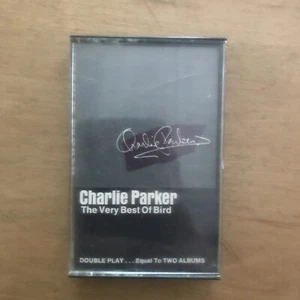 Charlie Parker
Charlie Parker
The Very Best Of Bird
DOUBLE PLAY . . . Equal To TWO ALBUMS